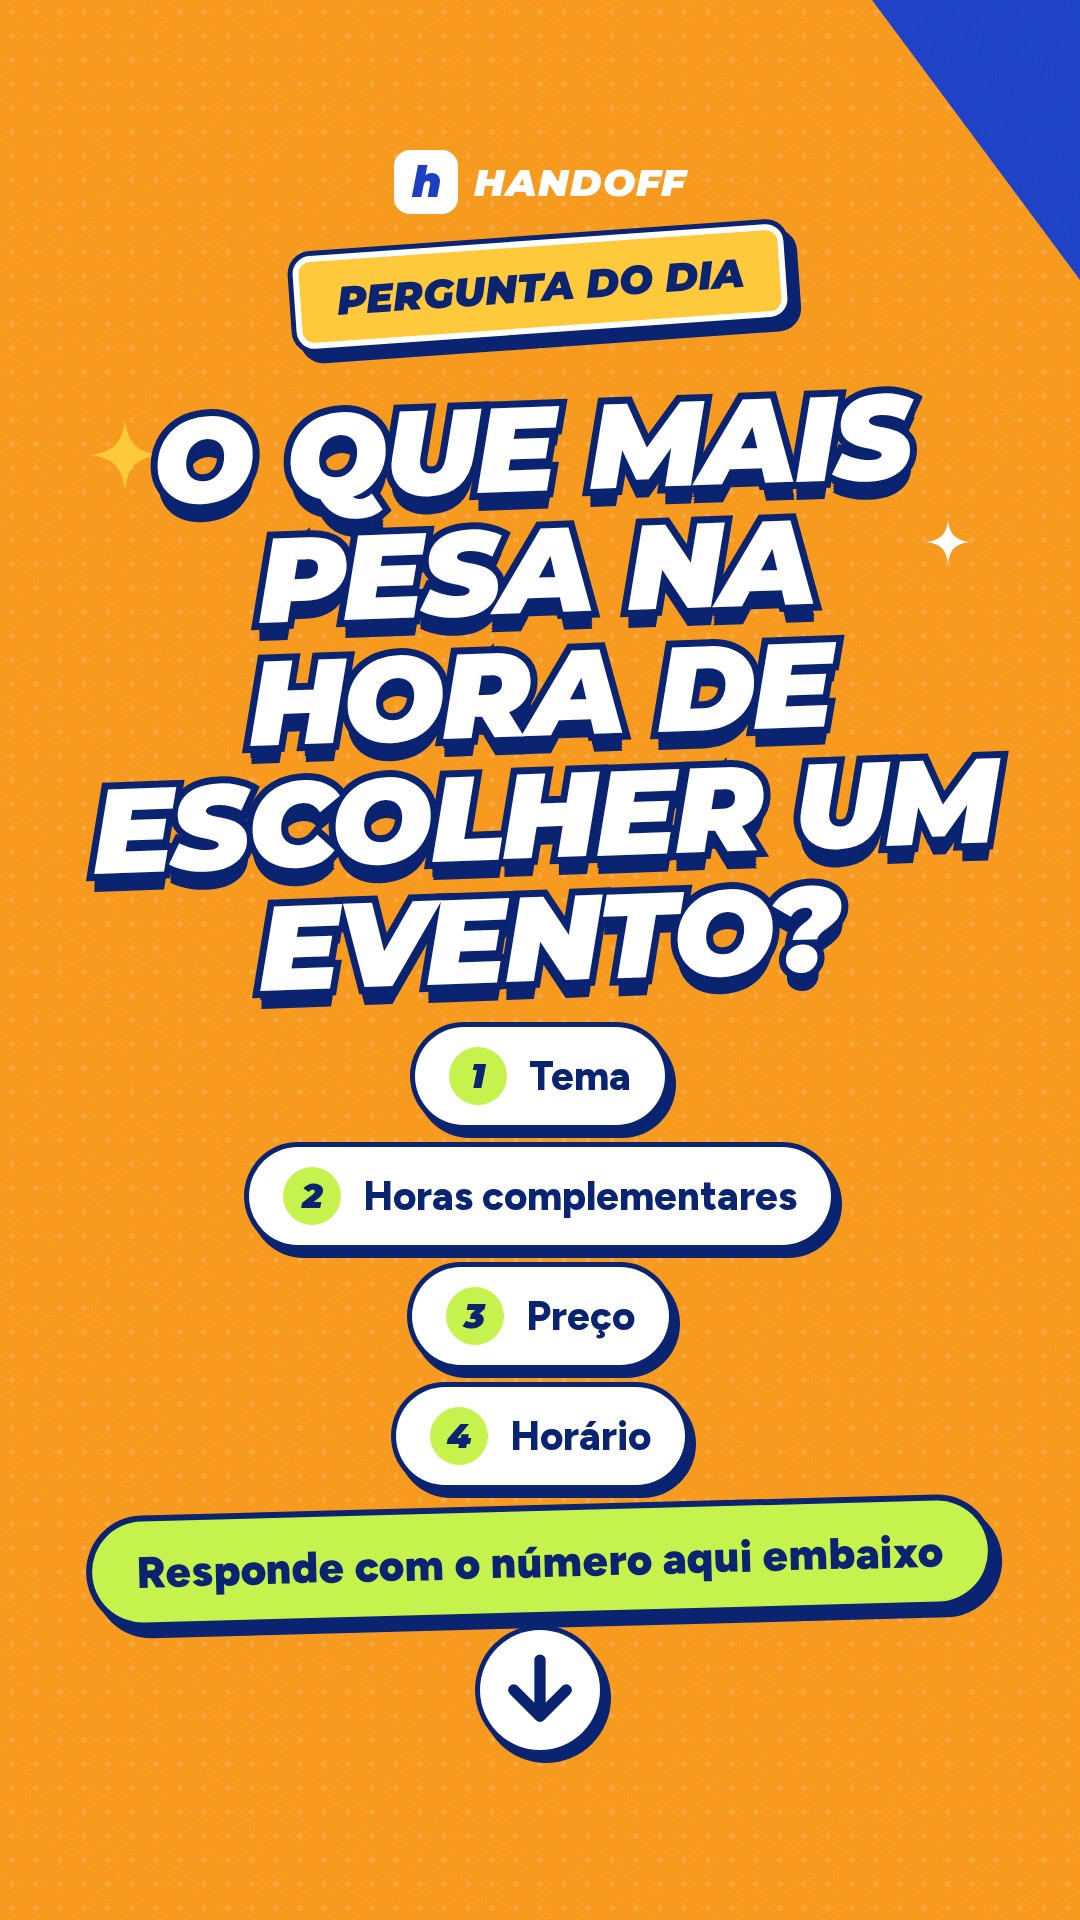 h HANDOFF
PERGUNTA DO DIA
O QUE MAIS
PESA NA
HORA DE
ESCOLHER UM
EVENTO?
1 Tema
2 Horas complementares
3 Preço
4 Horário
Responde com o número aqui embaixo